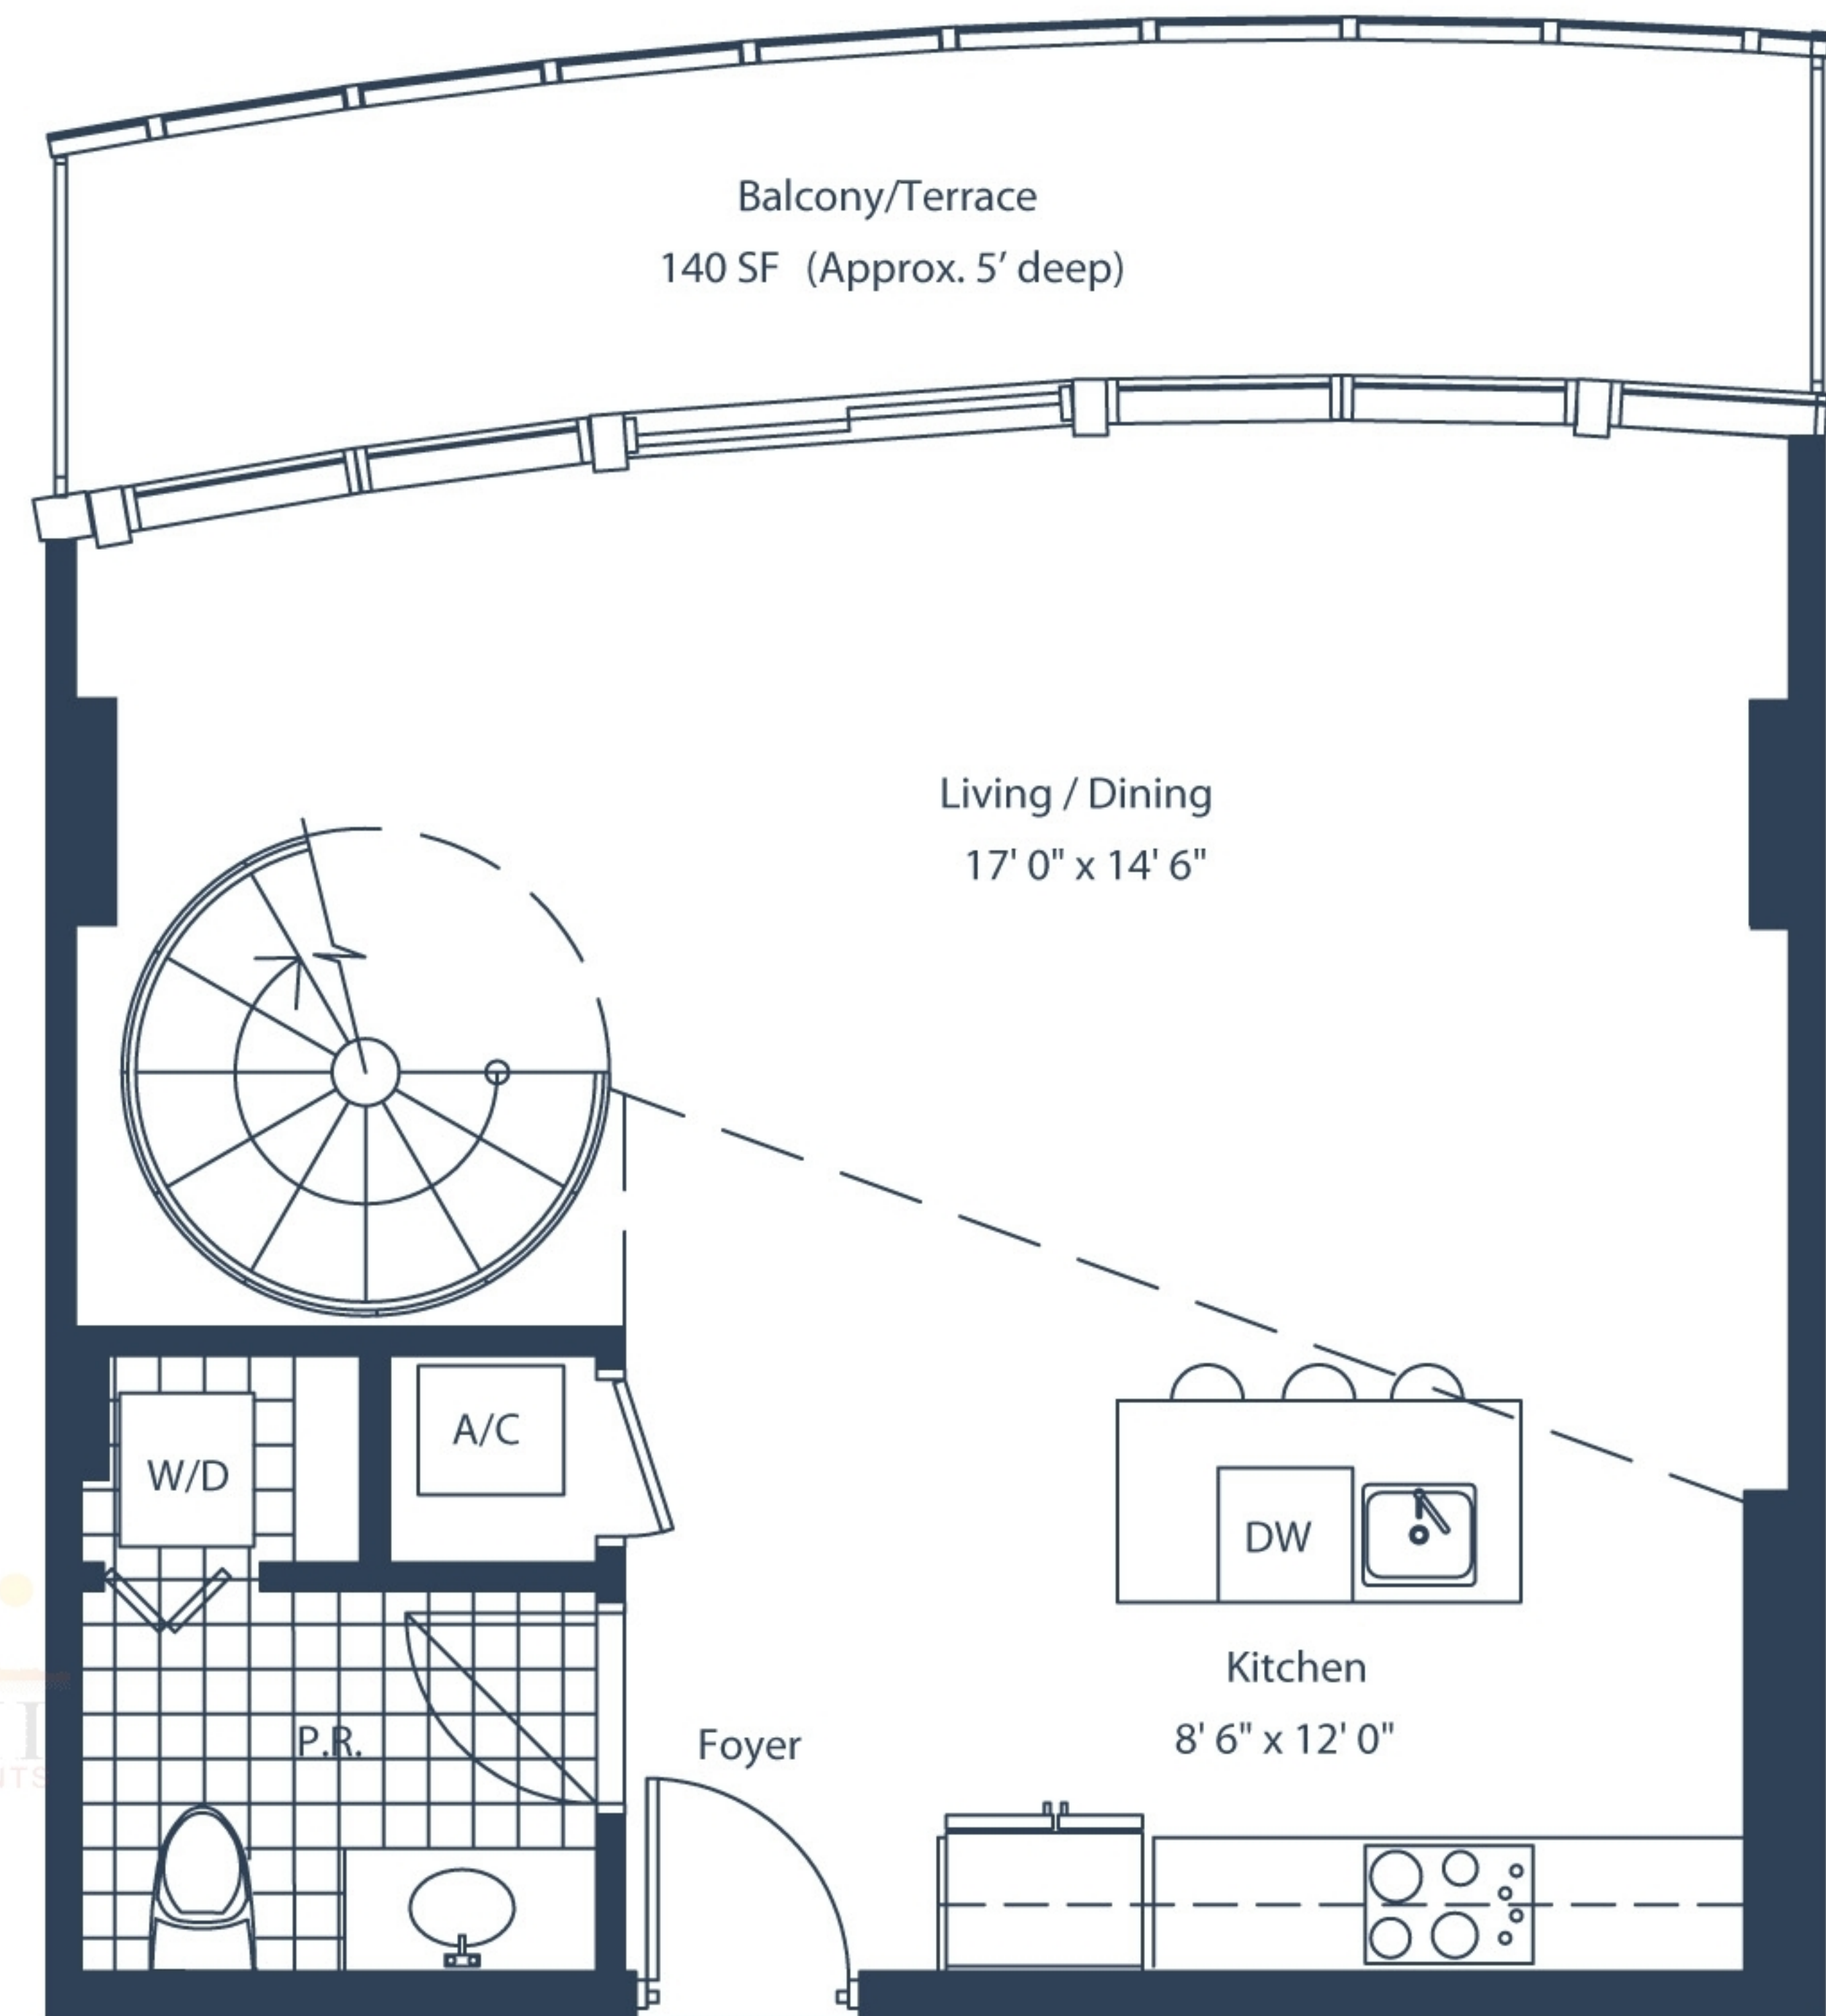 Balcony/Terrace
140 SF (Approx. 5’ deep)
Living / Dining
17' 0" x 14' 6"
A/C
W/D
DW
Kitchen
8' 6" x 12' 0"
P.R.
Foyer